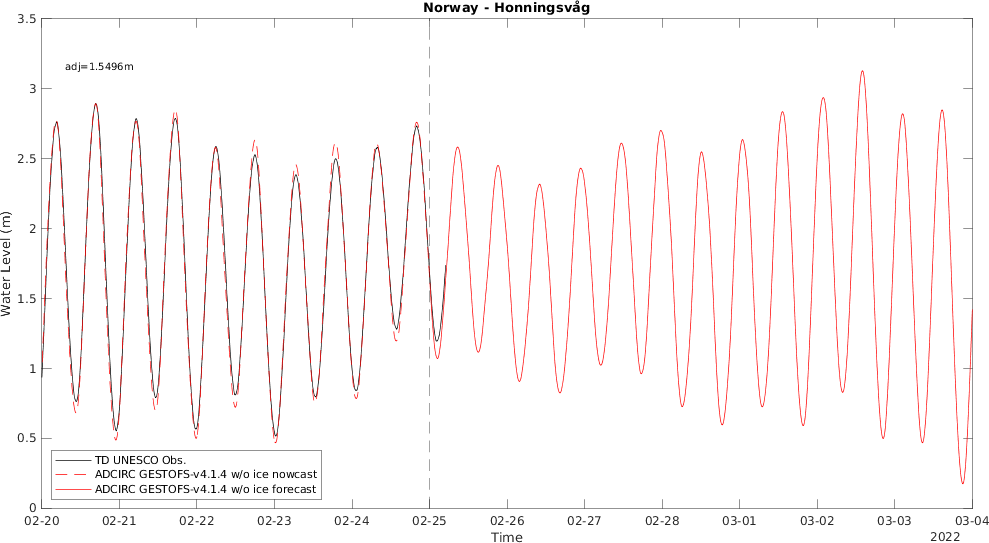 Norway - Honningsvåg
3.5
adj=1.5496m
3
2.5
2
Water Level (m)
1.5
1
0.5
TD UNESCO Obs.
ADCIRC GESTOFS-v4.1.4 w/o ice nowcast
ADCIRC GESTOFS-v4.1.4 w/o ice forecast
0
02-20 02-21 02-22 02-23 02-24 02-25 02-26 02-27 02-28 03-01 03-02 03-03 03-04
Time
2022